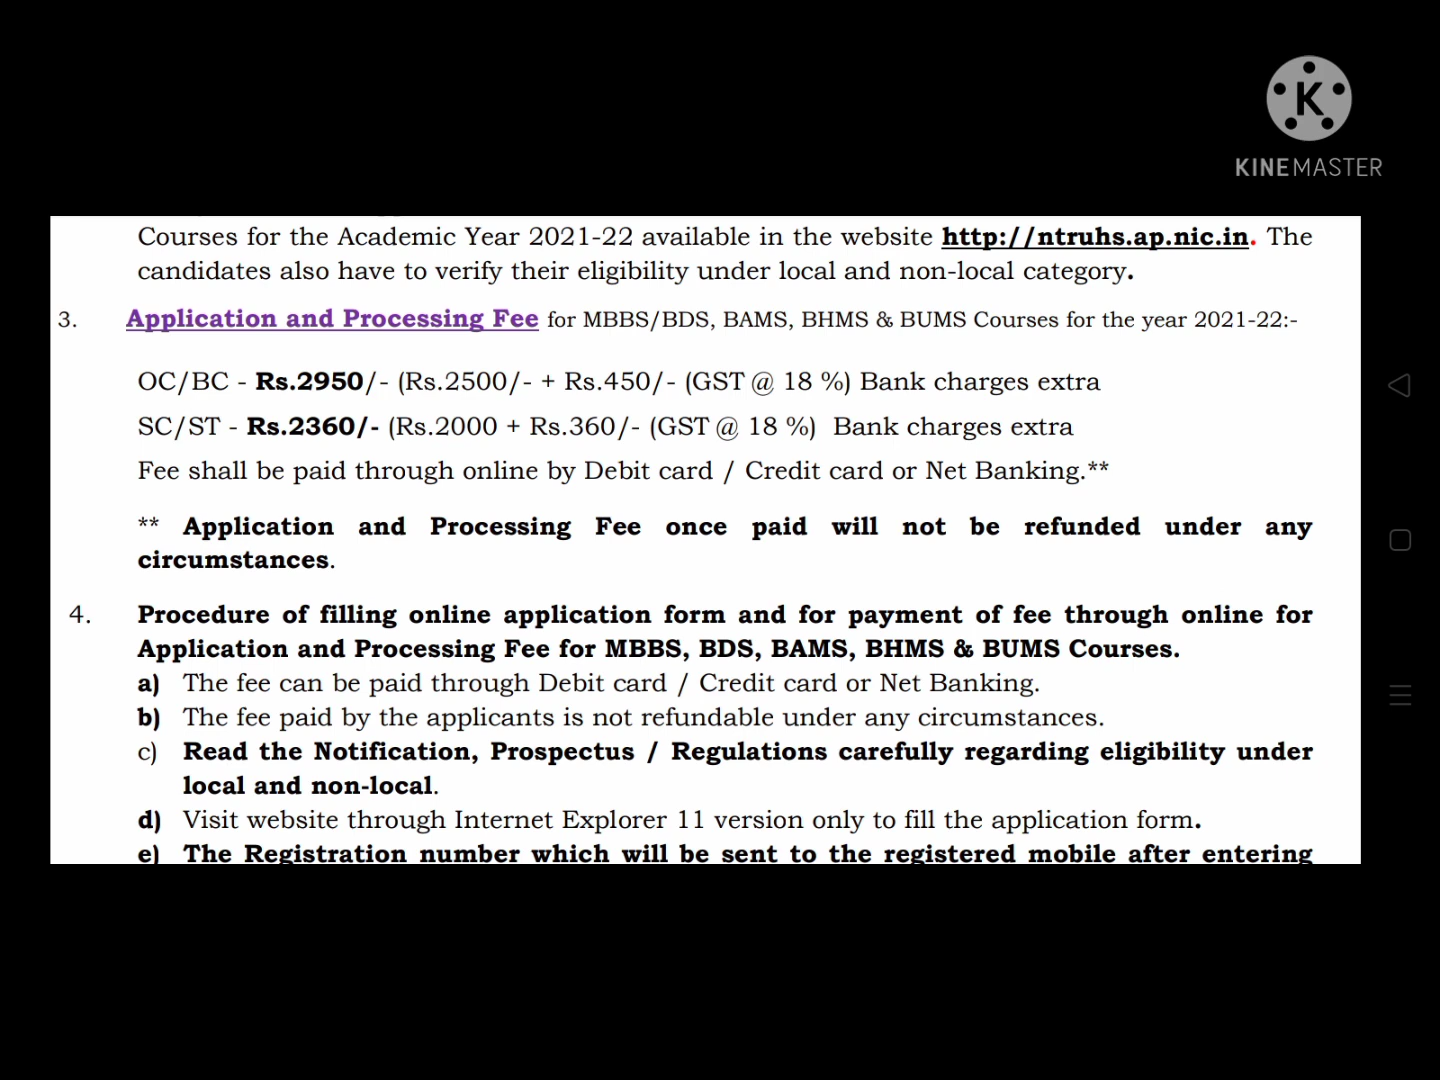 K
KINEMASTER
Courses for the Academic Year 2021-22 available in the website http://ntruhs.ap.nic.in. The
candidates also have to verify their eligibility under local and non-local category.
3. Application and Processing Fee for MBBS/BDS, BAMS, BHMS & BUMS Courses for the year 2021-22:-
OC/BC - Rs.2950/- (Rs.2500/- + Rs.450/- (GST @ 18 %) Bank charges extra
SC/ST - Rs.2360/- (Rs.2000 + Rs.360/- (GST @ 18 %) Bank charges extra
Fee shall be paid through online by Debit card / Credit card or Net Banking.**
** Application and Processing Fee once paid will not be refunded under any
circumstances.
4. Procedure of filling online application form and for payment of fee through online for
Application and Processing Fee for MBBS, BDS, BAMS, BHMS & BUMS Courses.
a) The fee can be paid through Debit card / Credit card or Net Banking.
b) The fee paid by the applicants is not refundable under any circumstances.
c) Read the Notification, Prospectus / Regulations carefully regarding eligibility under
local and non-local.
d) Visit website through Internet Explorer 11 version only to fill the application form.
e) The Registration number which will be sent to the registered mobile after entering